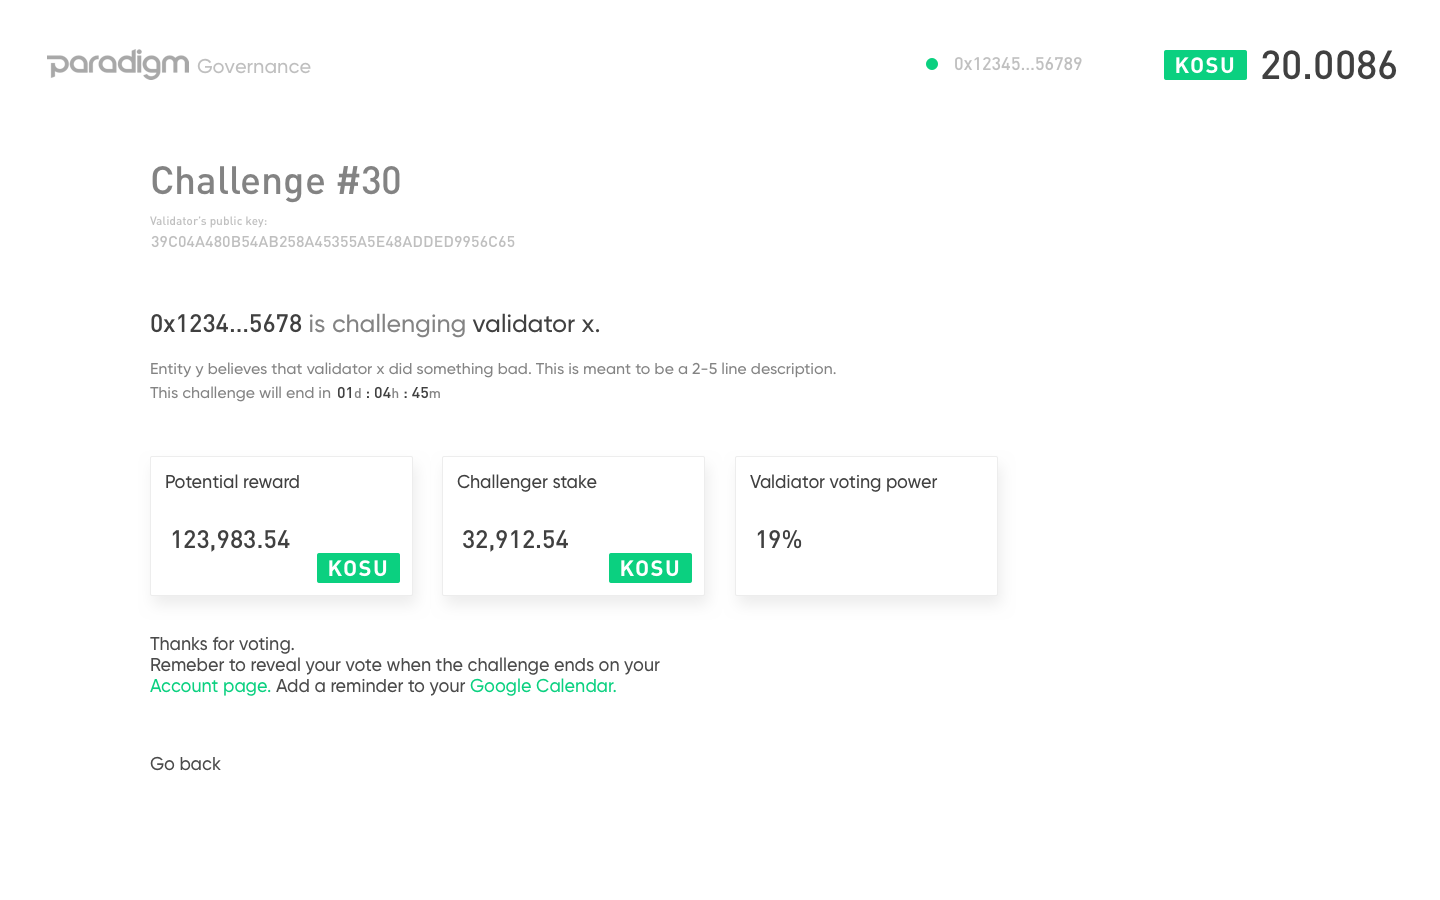 paradigm Governance
0x12345...56789
KOSU 20.0086
Challenge #30
Validator's public key:
39C04A480B54AB258A45355A5E48ADDED9956C65
0x1234...5678 is challenging validator x.
Entity y believes that validator x did something bad. This is meant to be a 2-5 line description.
This challenge will end in 01d : 04h : 45m
Potential reward
123,983.54
KOSU
Challenger stake
32,912.54
KOSU
Valdiator voting power
19%
Thanks for voting.
Remeber to reveal your vote when the challenge ends on your
Account page. Add a reminder to your Google Calendar.
Go back